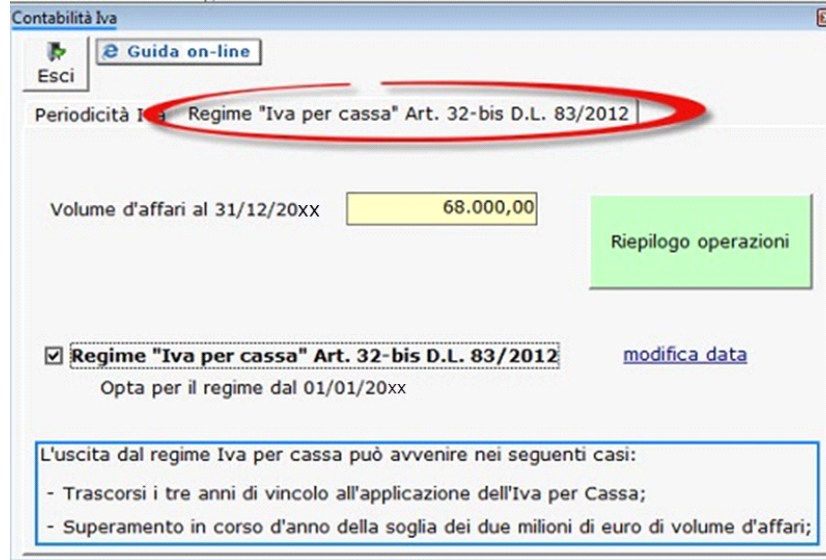 Contabilità Iva
Esci
Guida on-line
Periodicità
Regime "Iva per cassa" Art. 32-bis D.L. 83/2012
Volume d'affari al 31/12/20xx
68.000,00
Riepilogo operazioni
Regime "Iva per cassa" Art. 32-bis D.L. 83/2012
modifica data
Opta per il regime dal 01/01/20xx
L'uscita dal regime Iva per cassa può avvenire nei seguenti casi:
- Trascorsi i tre anni di vincolo all'applicazione dell'Iva per Cassa;
- Superamento in corso d'anno della soglia dei due milioni di euro di volume d'affari;